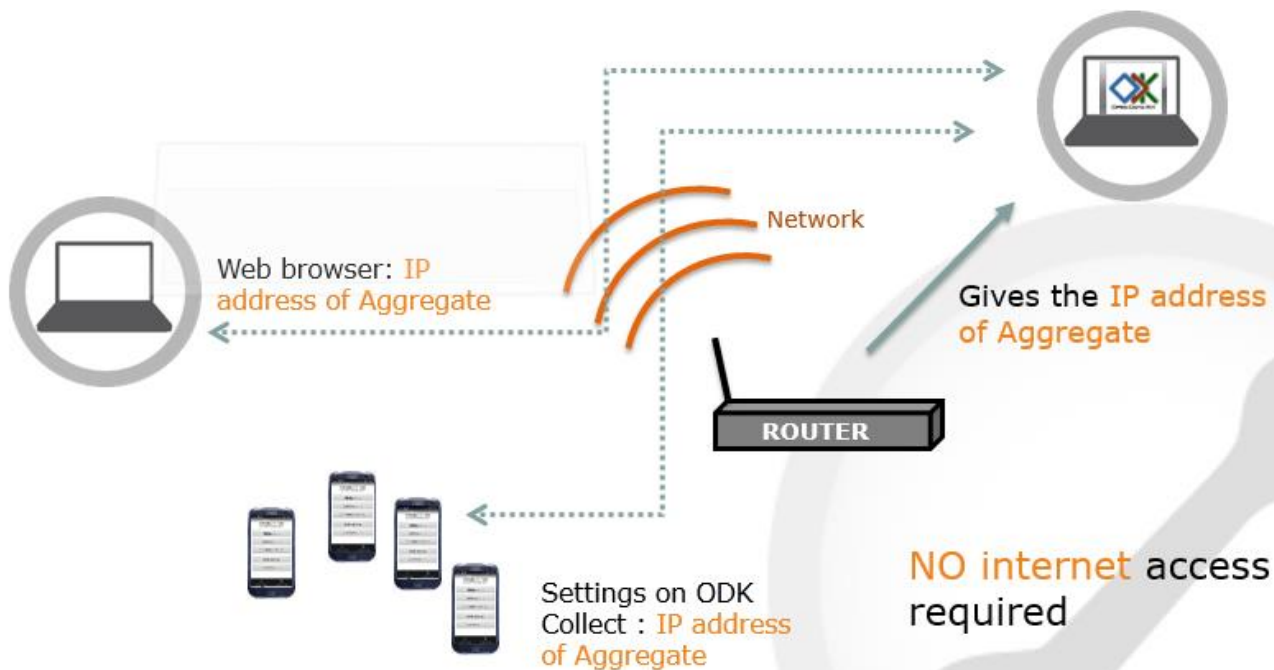 Network
Web browser: IP
address of Aggregate
Gives the IP address
of Aggregate
ROUTER
Settings on ODK
Collect : IP address
of Aggregate
NO internet access
required